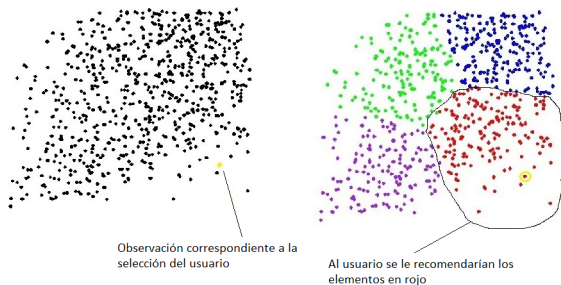 Observación correspondiente a la
selección del usuario
Al usuario se le recomendarían los
elementos en rojo